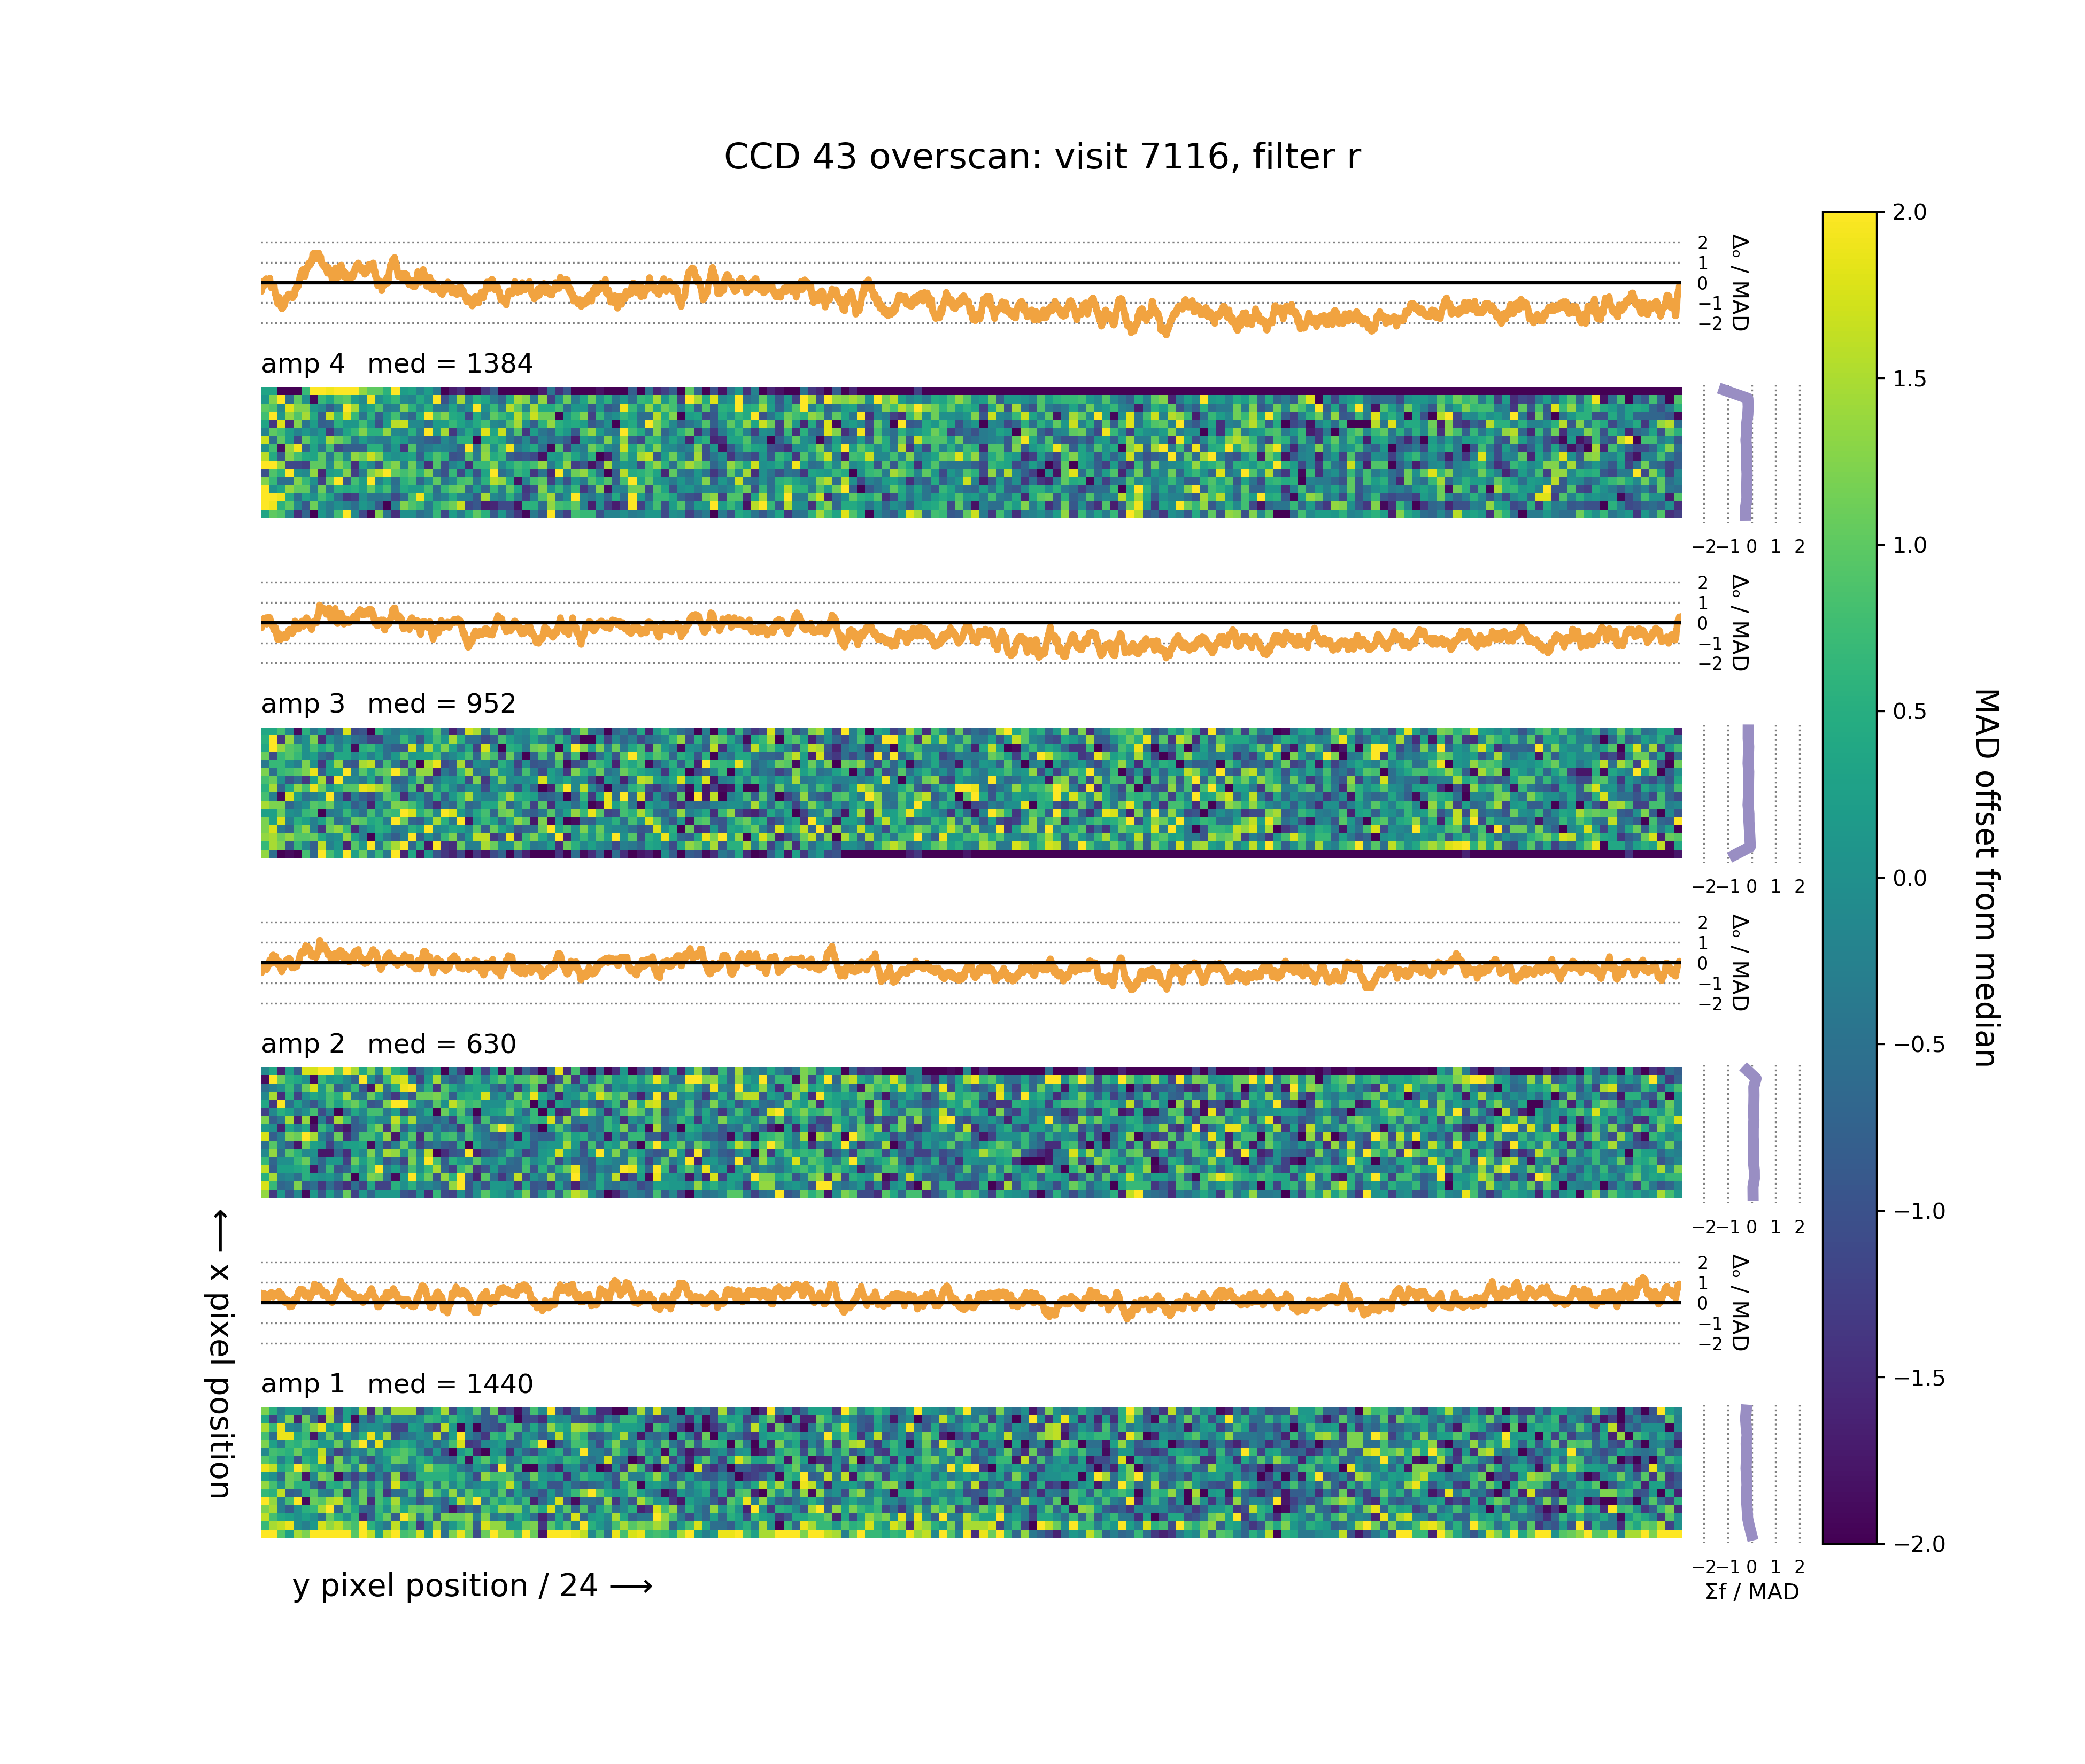 CCD 43 overscan: visit 7116, filter r
2
1
0
−1
−2
Δₒ / MAD
amp 4 med = 1384
−2 −1 0 1 2
2
1
0
−1
−2
Δₒ / MAD
amp 3 med = 952
−2 −1 0 1 2
2
1
0
−1
−2
Δₒ / MAD
amp 2 med = 630
−2 −1 0 1 2
2
1
0
−1
−2
Δₒ / MAD
amp 1 med = 1440
−2 −1 0 1 2
Σf / MAD
y pixel position / 24 ⟶
⟵ x pixel position
2.0
1.5
1.0
0.5
0.0
−0.5
−1.0
−1.5
−2.0
MAD offset from median